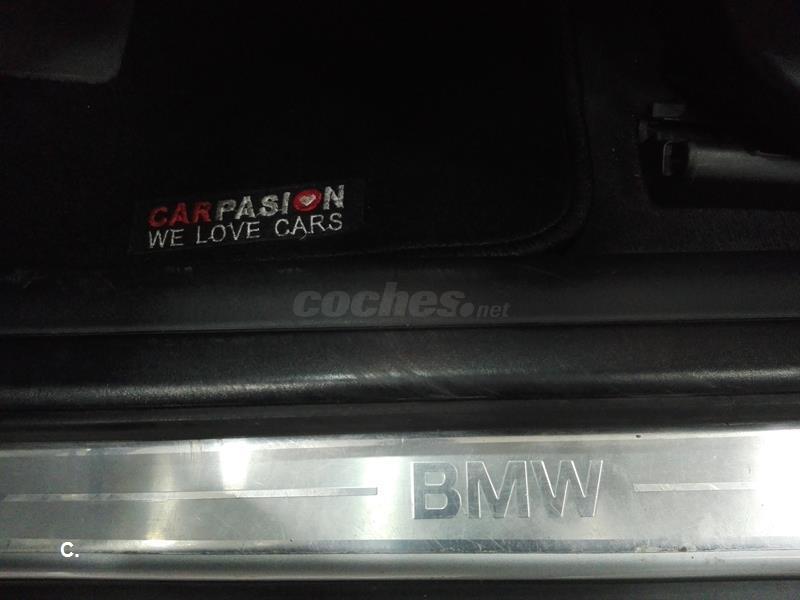 CARPASION
WE LOVE CARS
coches.net
BMW
C.